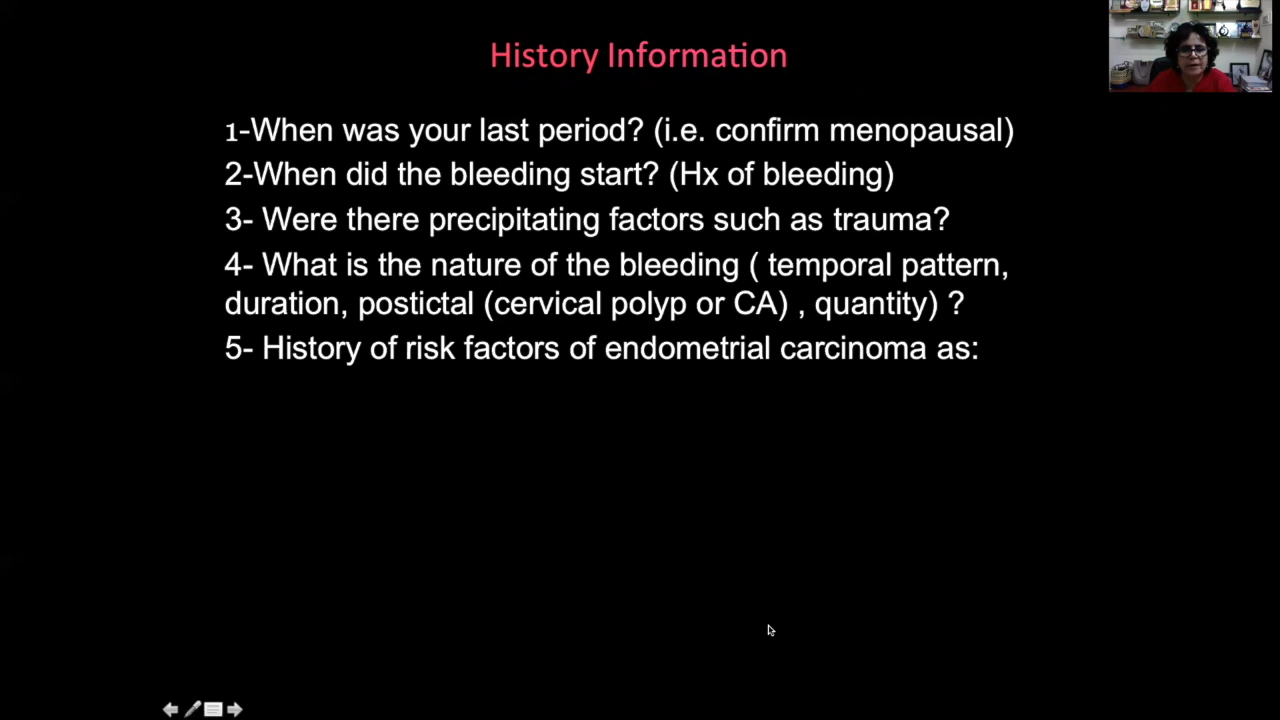 History Information
1-When was your last period? (i.e. confirm menopausal)
2-When did the bleeding start? (Hx of bleeding)
3- Were there precipitating factors such as trauma?
4- What is the nature of the bleeding ( temporal pattern,
duration, postictal (cervical polyp or CA) , quantity) ?
5- History of risk factors of endometrial carcinoma as: